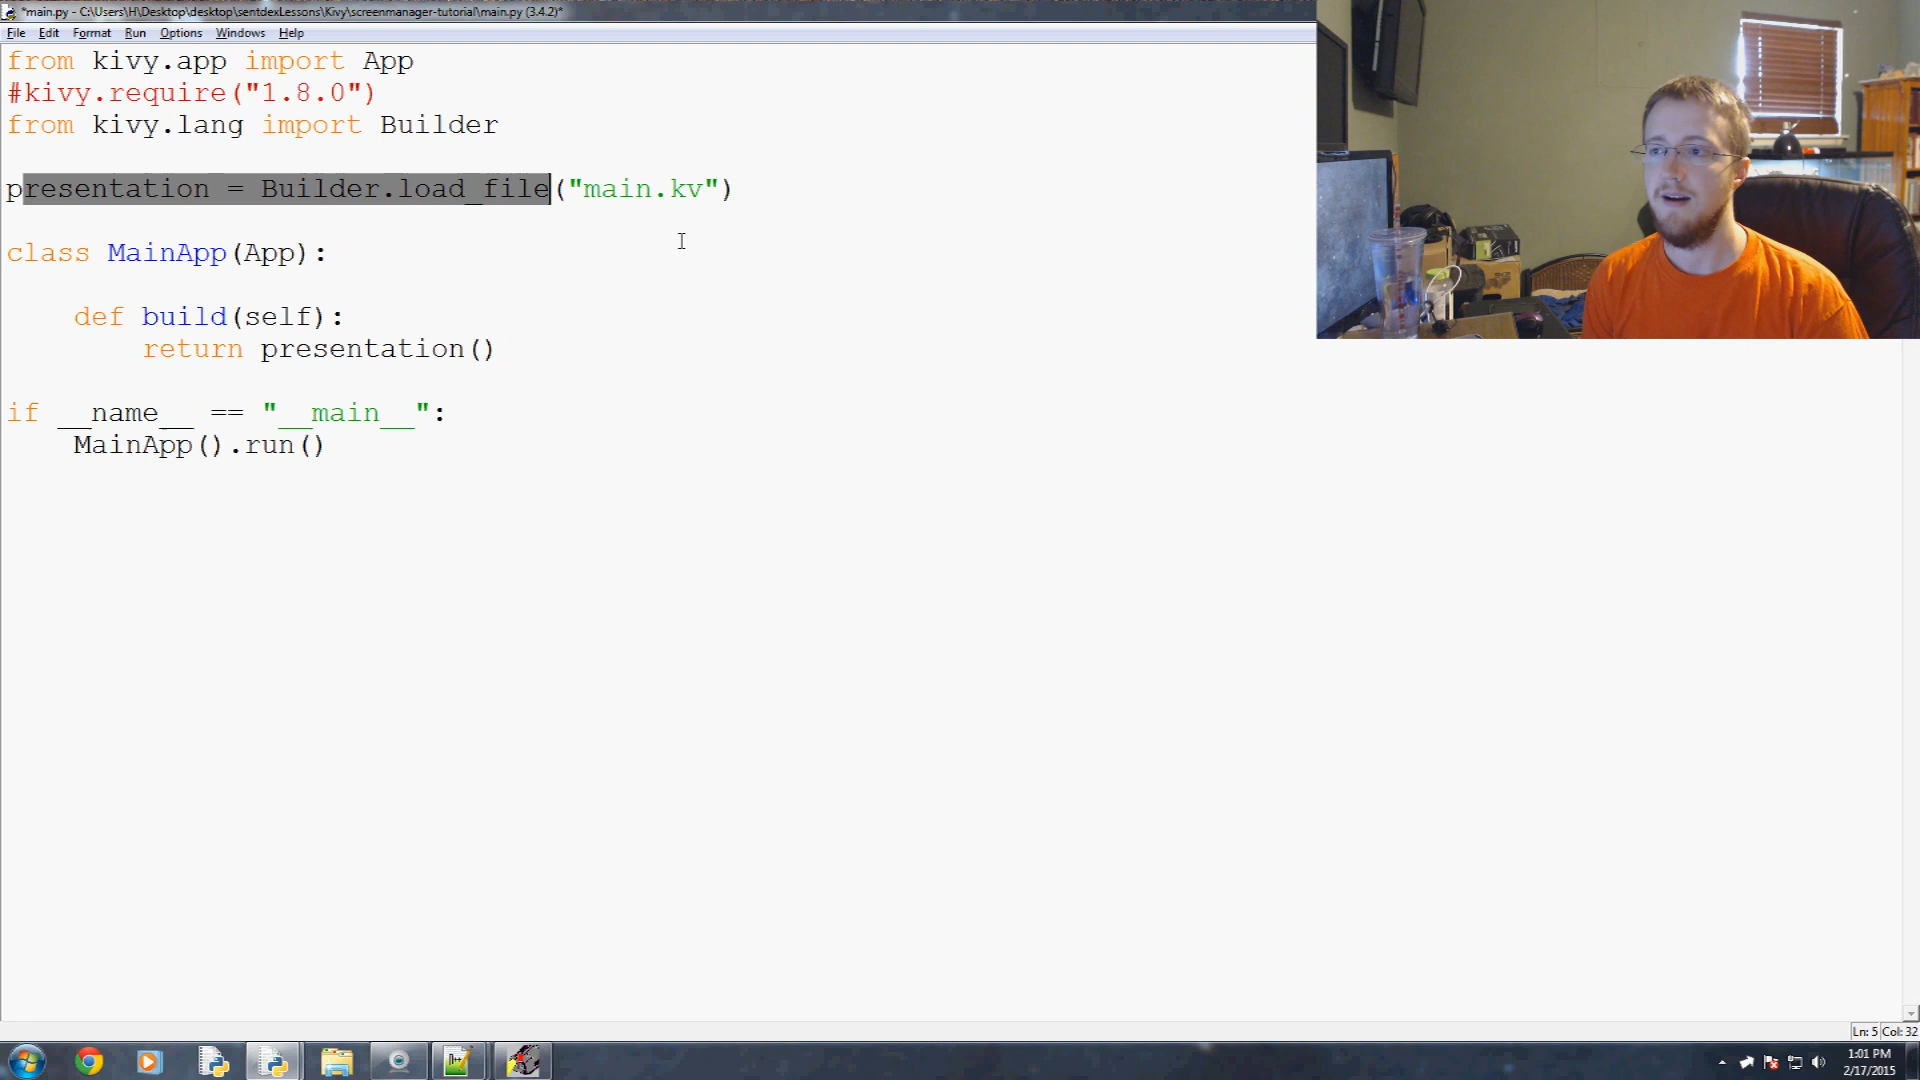 *main.py - C:\Users\H\Desktop\desktop\sentdexLessons\Kivy\screenmanager-tutorial\main.py (3.4.2)*
File Edit Format Run Options Windows Help
from kivy.app import App
#kivy.require("1.8.0")
from kivy.lang import Builder
presentation = Builder.load_file("main.kv")
class MainApp(App):
def build(self):
return presentation()
if __name__ == "__main__":
MainApp().run()
Ln: 5 Col: 32
1:01 PM
2/17/2015